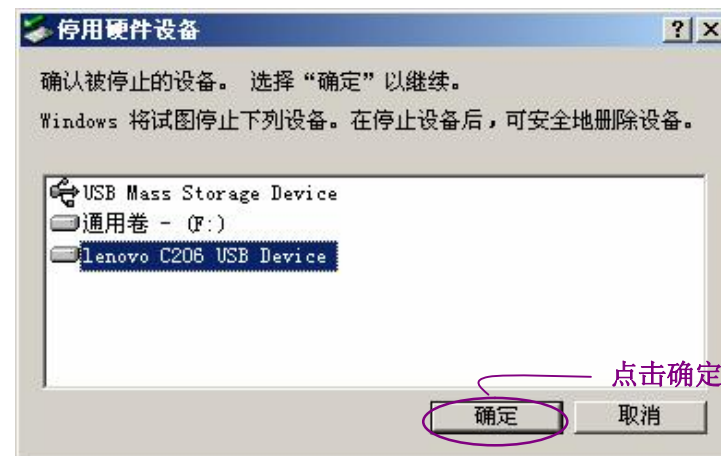 停用硬件设备
确认被停止的设备。 选择“确定”以继续。
Windows 将试图停止下列设备。在停止设备后，可安全地删除设备。
USB Mass Storage Device
通用卷 - (F:)
lenovo C206 USB Device
点击确定
确定 取消